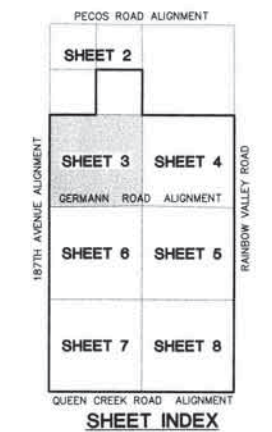 PECOS ROAD ALIGNMENT
SHEET 2
187TH AVENUE ALIGNMENT
SHEET 3
SHEET 4
RAINBOW VALLEY ROAD
GERMANN ROAD ALIGNMENT
SHEET 6
SHEET 5
SHEET 7
SHEET 8
QUEEN CREEK ROAD ALIGNMENT
SHEET INDEX